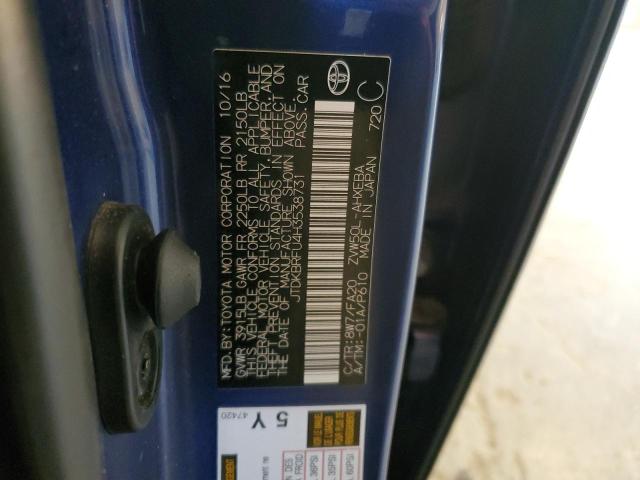 MFD.BY:TOYOTA MOTOR CORPORATION 10/16
GVWR 3915LB GAWR FR 2250LB RR 2150LB
THIS VEHICLE CONFORMS TO ALL APPLICABLE
FEDERAL MOTOR VEHICLE SAFETY, BUMPER, AND
THEFT PREVENTION STANDARDS IN EFFECT ON
THE DATE OF MANUFACTURE SHOWN ABOVE.
JTDKBRFU4H3538731 PASS.CAR
C/TR:8W7/FA20 ZVW50L-AHXEBA 720
A/TM:-01A/P610 MADE IN JAPAN C
5 Y
47420